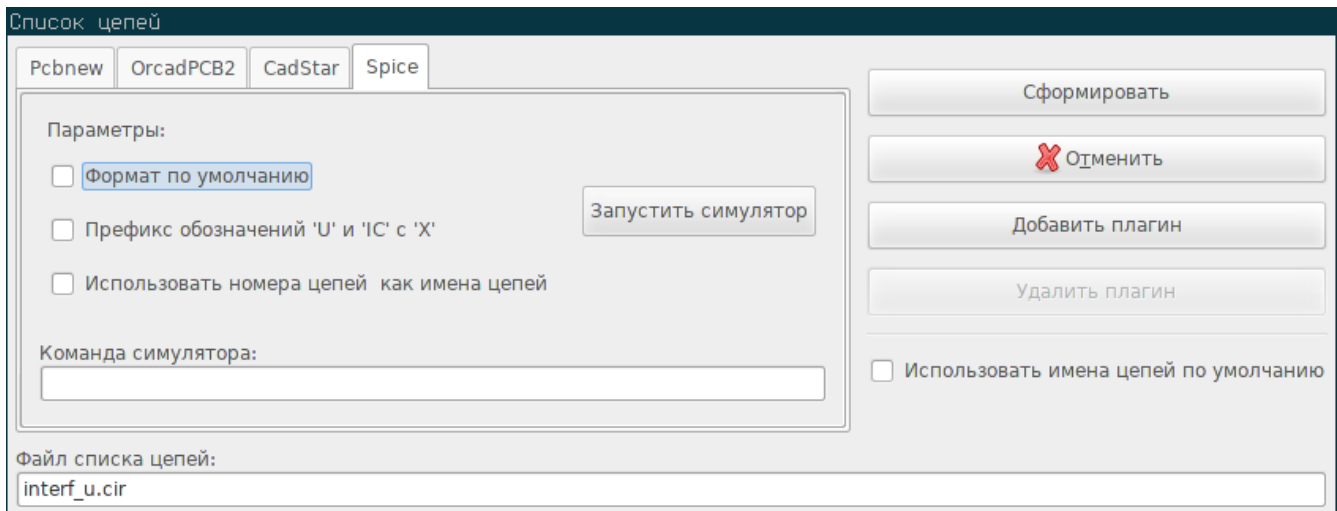 Список цепей
Pcbnew OrcadPCB2 CadStar Spice
Параметры:
Формат по умолчанию
Префикс обозначений 'U' и 'IC' с 'X'
Использовать номера цепей  как имена цепей
Запустить симулятор
Команда симулятора:
Сформировать
Отменить
Добавить плагин
Удалить плагин
Использовать имена цепей по умолчанию
Файл списка цепей:
interf_u.cir